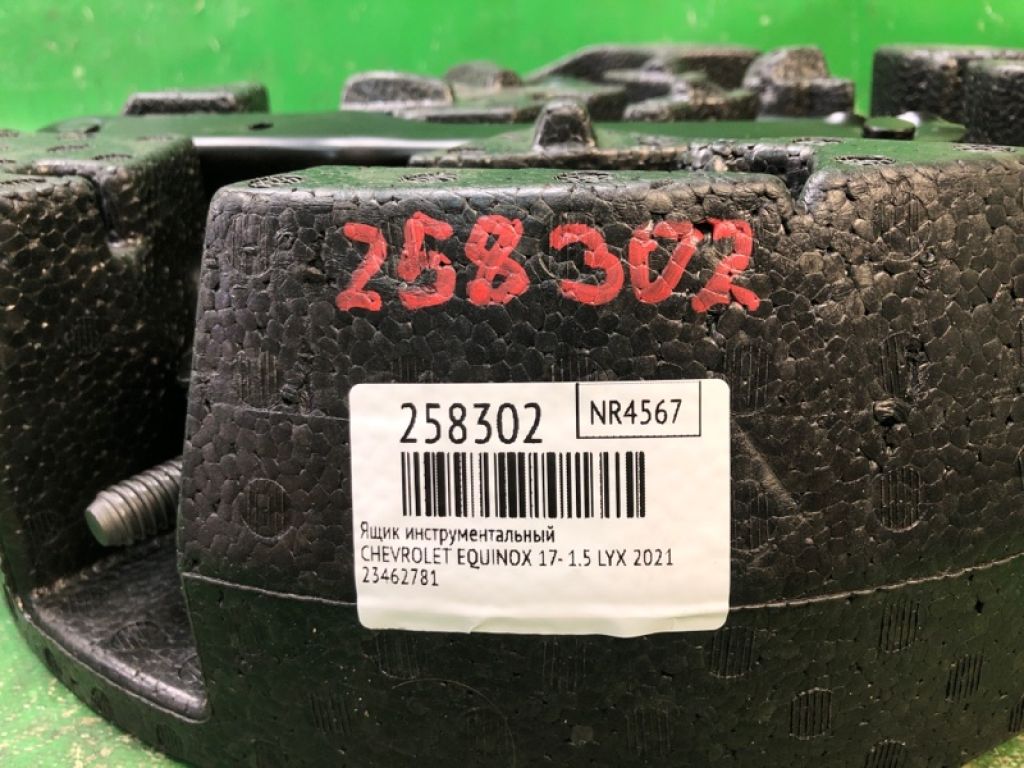 258302
258302
NR4567
Ящик инструментальный
CHEVROLET EQUINOX 17- 1.5 LYX 2021
23462781